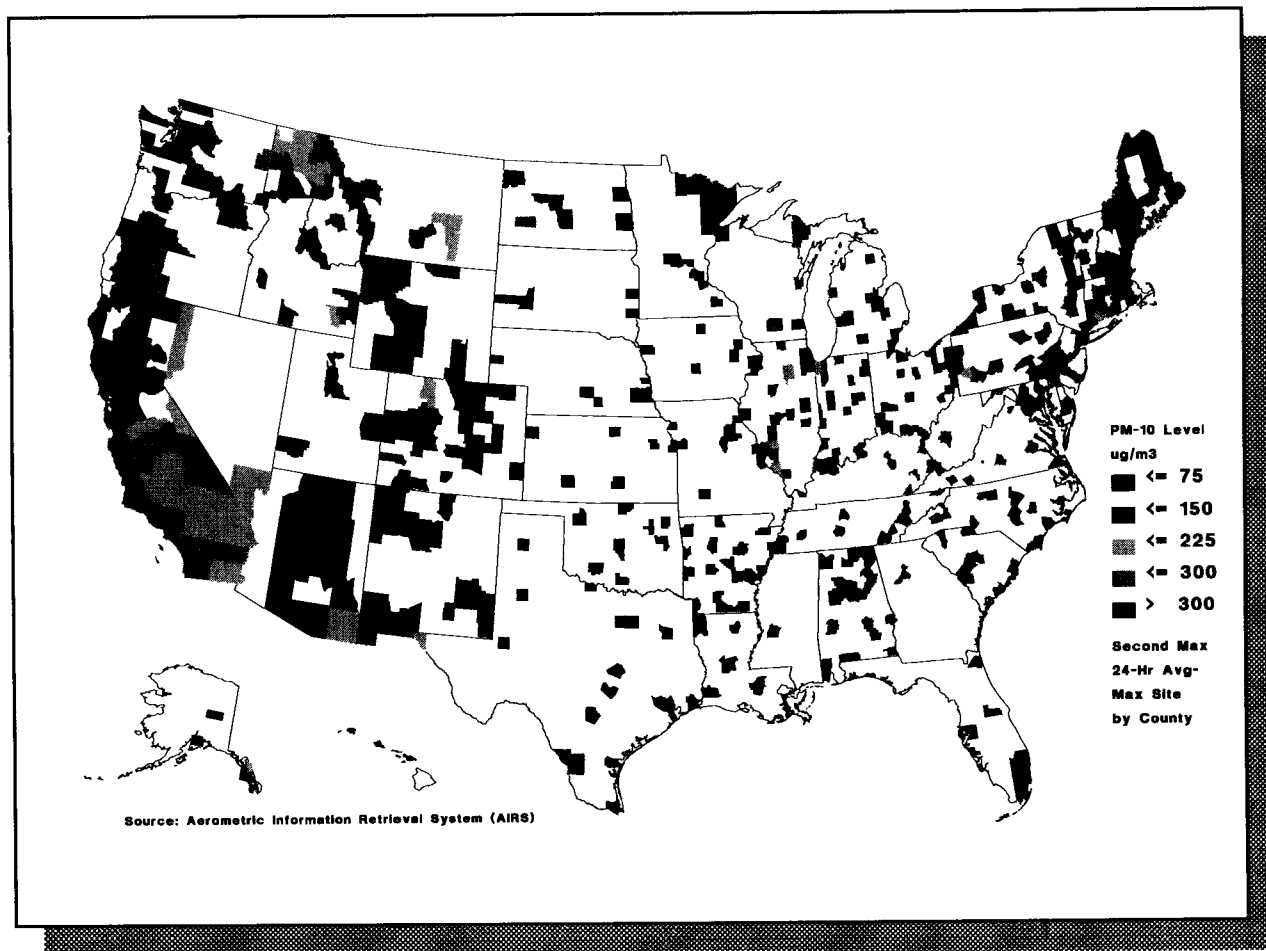 PM-10 Level
ug/m3
<= 75
<= 150
<= 225
<= 300
> 300
Second Max
24-Hr Avg-
Max Site
by County
Source: Aerometric Information Retrieval System (AIRS)